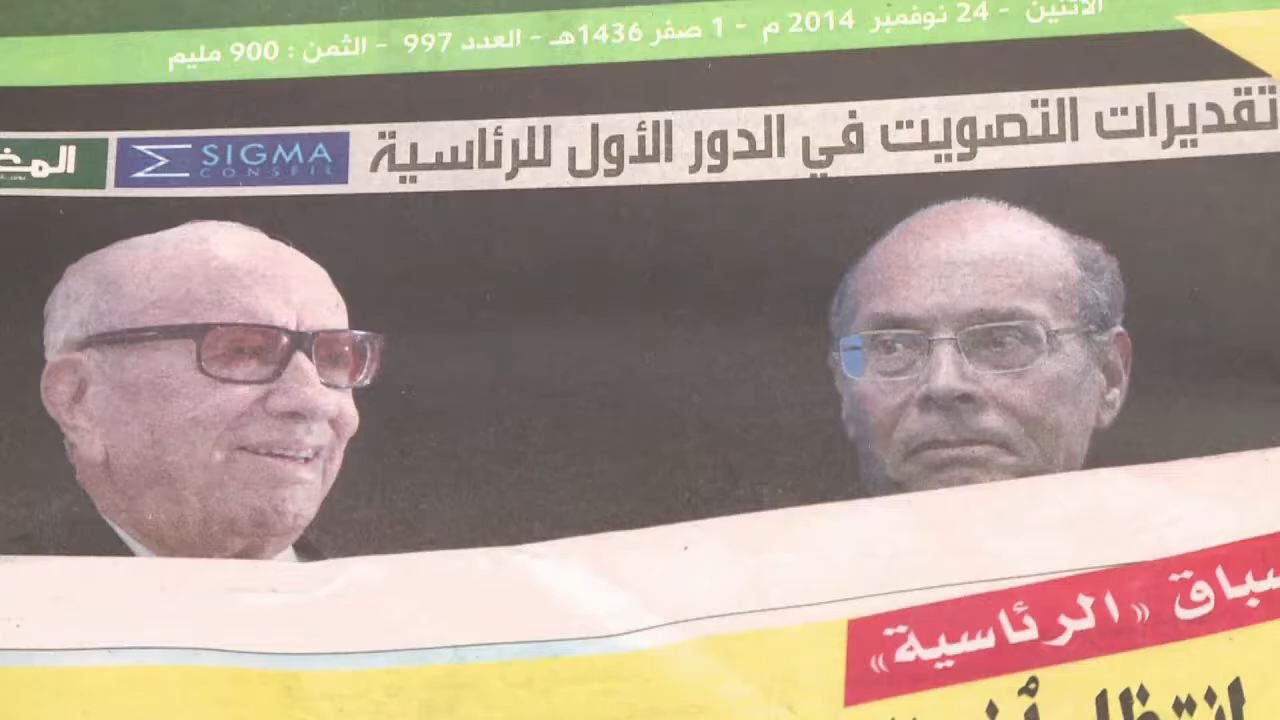 الاثنين - 24 نوفمبر 2014 م - 1 صفر 1436هـ - العدد 997 - الثمن : 900 مليم
تقديرات التصويت في الدور الأول للرئاسية
SIGMA
CONSEIL
سباق «الرئاسية»